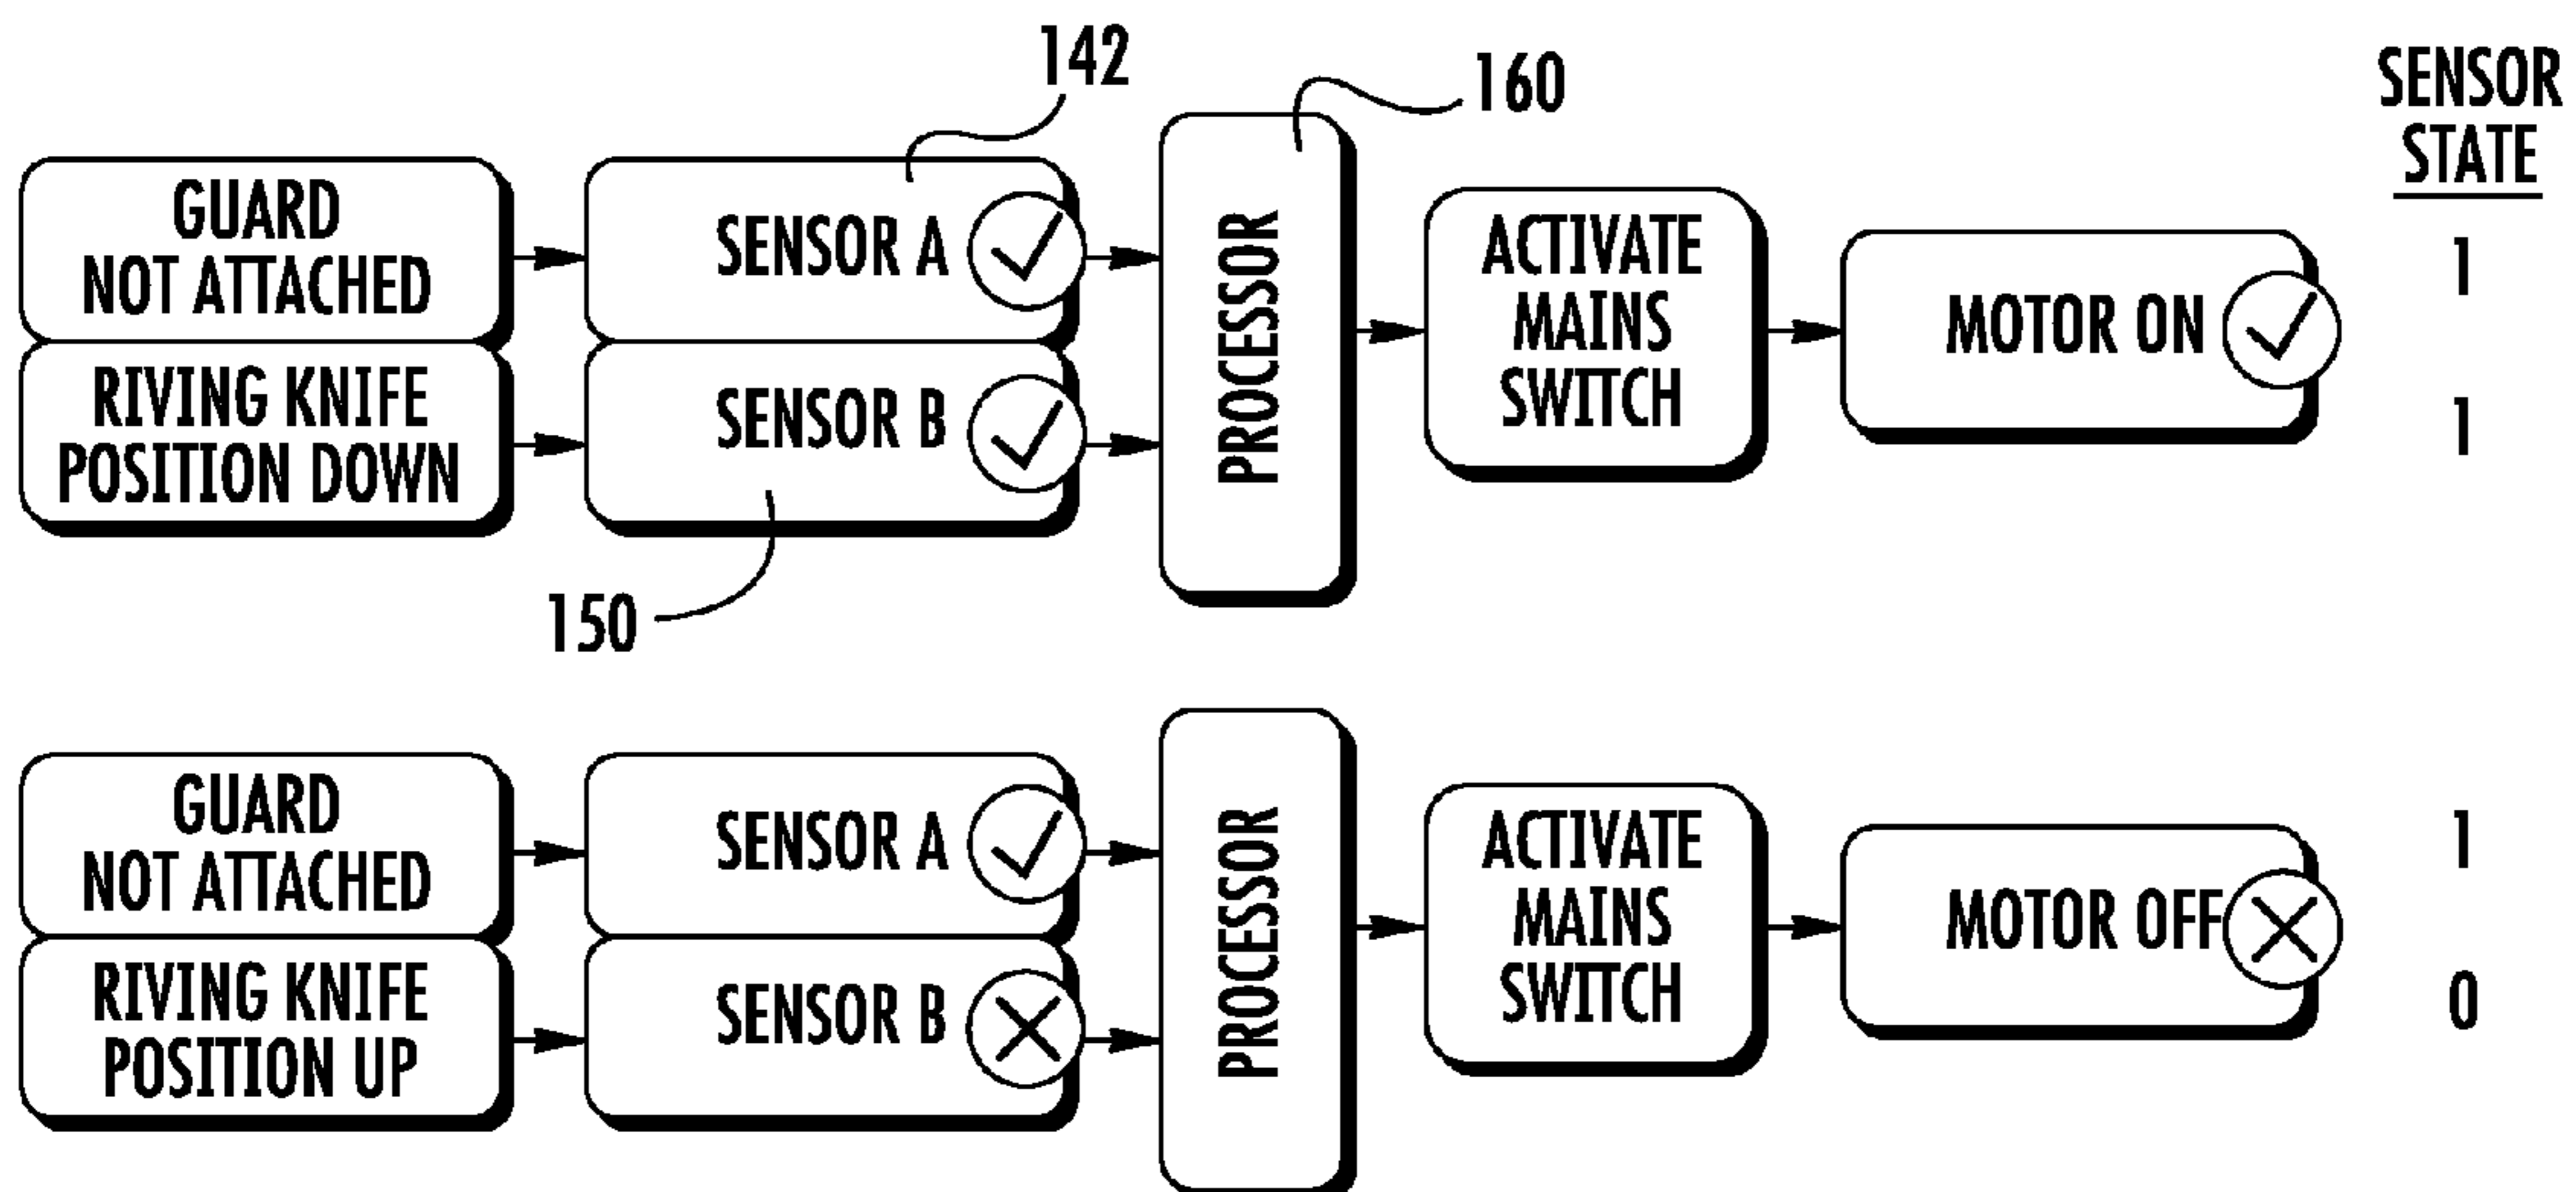 142
160
SENSOR
STATE
GUARD
NOT ATTACHED
SENSOR A
1
RIVING KNIFE
POSITION DOWN
SENSOR B
PROCESSOR
ACTIVATE
MAINS
SWITCH
MOTOR ON
1
150
GUARD
NOT ATTACHED
SENSOR A
1
RIVING KNIFE
POSITION UP
SENSOR B
PROCESSOR
ACTIVATE
MAINS
SWITCH
MOTOR OFF
0